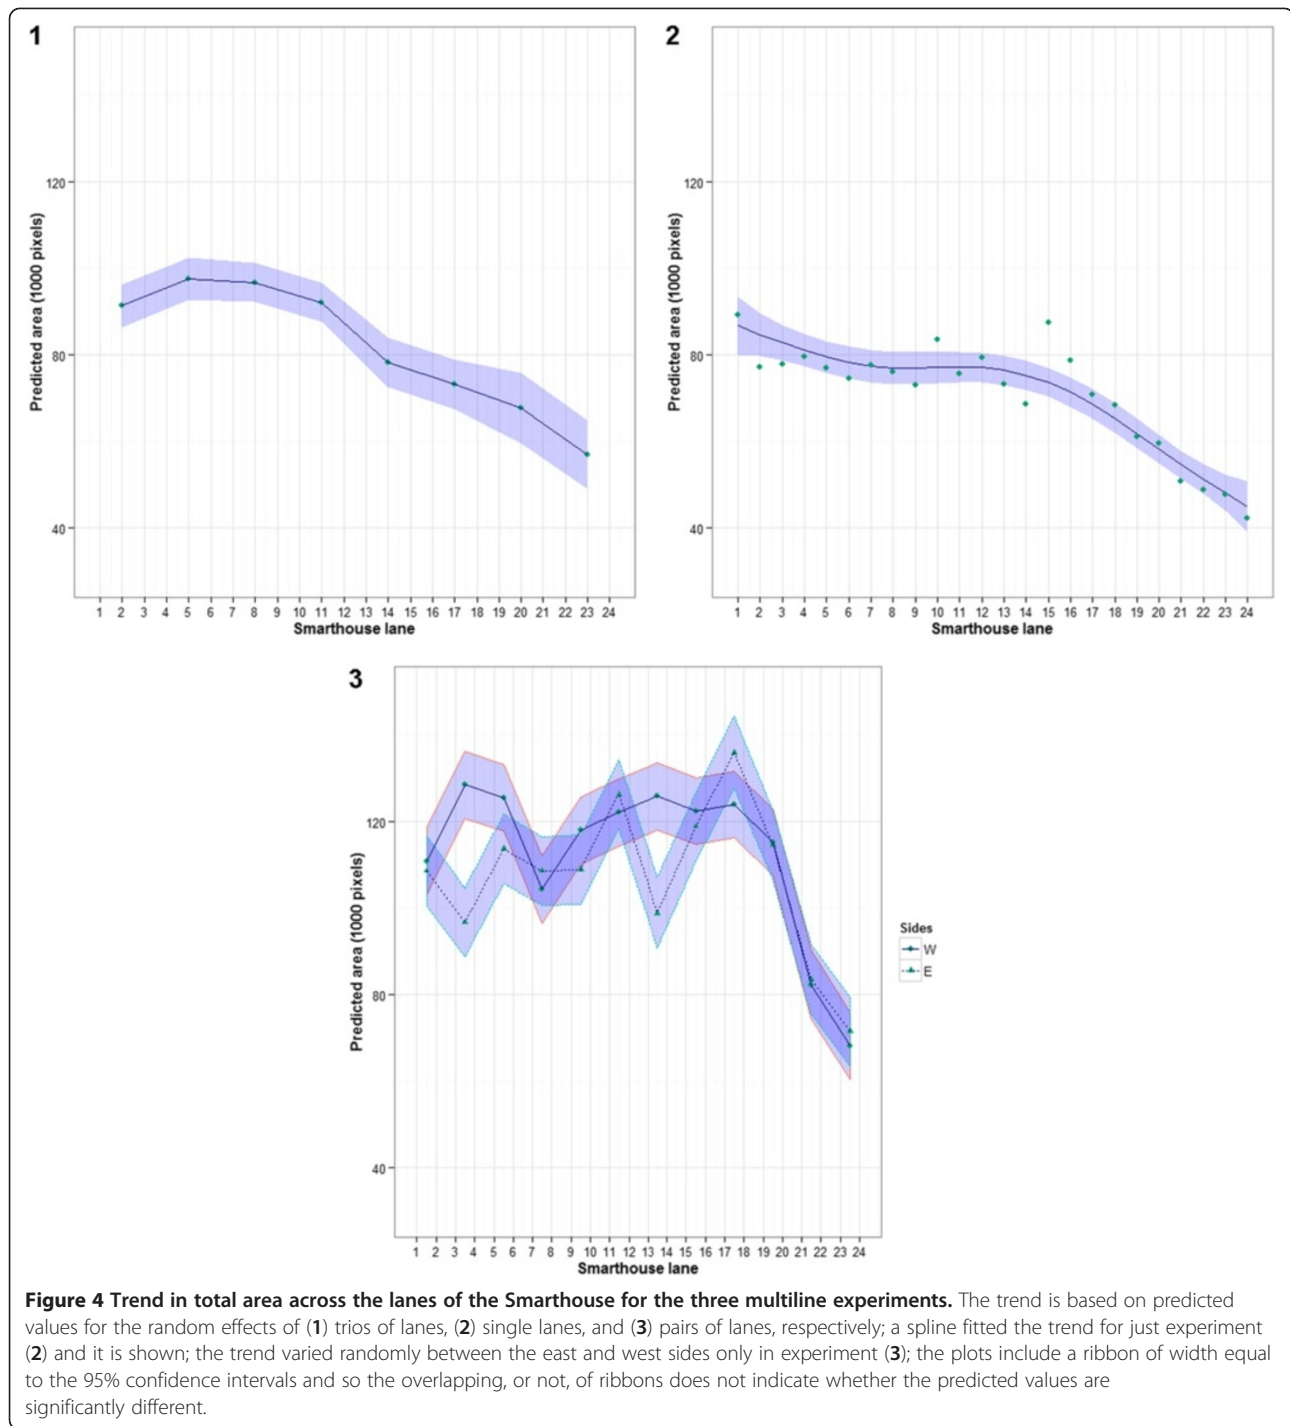 1
120
80
40
Predicted area (1000 pixels)
1 2 3 4 5 6 7 8 9 10 11 12 13 14 15 16 17 18 19 20 21 22 23 24
Smarthouse lane
2
120
80
40
Predicted area (1000 pixels)
1 2 3 4 5 6 7 8 9 10 11 12 13 14 15 16 17 18 19 20 21 22 23 24
Smarthouse lane
3
120
80
40
Predicted area (1000 pixels)
1 2 3 4 5 6 7 8 9 10 11 12 13 14 15 16 17 18 19 20 21 22 23 24
Smarthouse lane
Sides
W
E
Figure 4 Trend in total area across the lanes of the Smarthouse for the three multiline experiments. The trend is based on predicted
values for the random effects of (1) trios of lanes, (2) single lanes, and (3) pairs of lanes, respectively; a spline fitted the trend for just experiment
(2) and it is shown; the trend varied randomly between the east and west sides only in experiment (3); the plots include a ribbon of width equal
to the 95% confidence intervals and so the overlapping, or not, of ribbons does not indicate whether the predicted values are
significantly different.